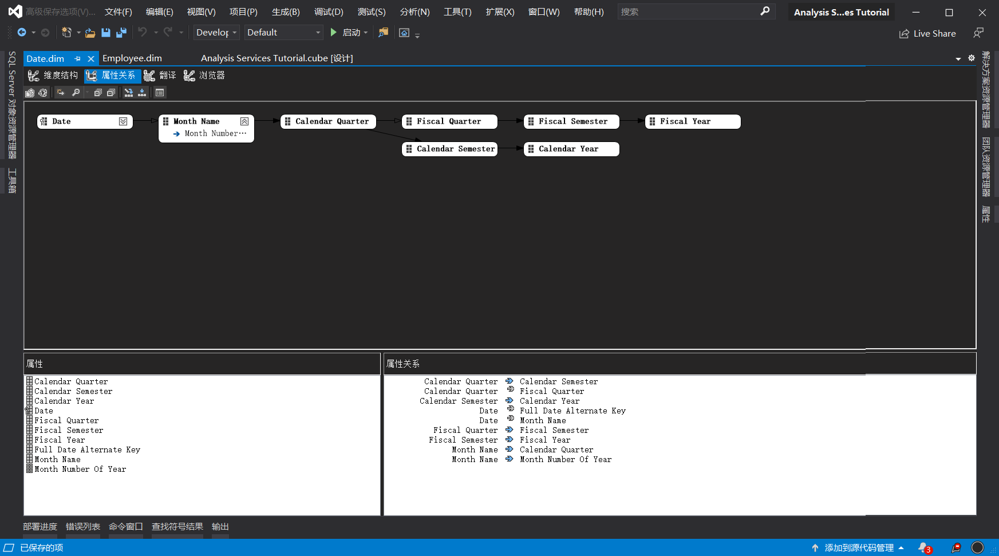 高级保存选项(V)... 文件(F) 编辑(E) 视图(V) 项目(P) 生成(B) 调试(D) 测试(S) 分析(N) 工具(T) 扩展(X) 窗口(W) 帮助(H) 搜索 Analysis S...es Tutorial
Develop Default 启动 Live Share
Date.dim Employee.dim Analysis Services Tutorial.cube [设计]
维度结构 属性关系 翻译 浏览器
SQL Server 对象资源管理器
工具箱
解决方案资源管理器
团队资源管理器
属性
Date Month Name Calendar Quarter Fiscal Quarter Fiscal Semester Fiscal Year
Month Number···
Calendar Semester Calendar Year
属性
Calendar Quarter
Calendar Semester
Calendar Year
Date
Fiscal Quarter
Fiscal Semester
Fiscal Year
Full Date Alternate Key
Month Name
Month Number Of Year
属性关系
Calendar Quarter Calendar Semester
Calendar Quarter Fiscal Quarter
Calendar Semester Calendar Year
Date Full Date Alternate Key
Date Month Name
Fiscal Quarter Fiscal Semester
Fiscal Semester Fiscal Year
Month Name Calendar Quarter
Month Name Month Number Of Year
部署进度 错误列表 命令窗口 查找符号结果 输出
已保存的项 添加到源代码管理 3